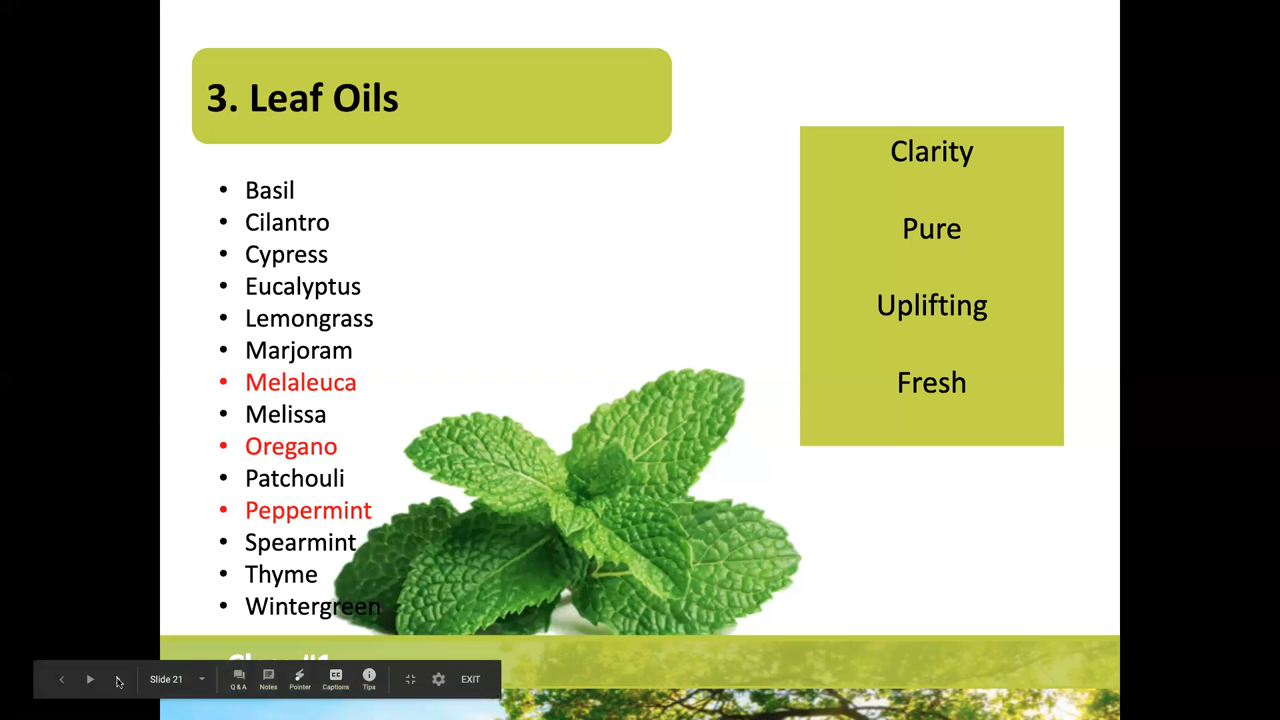 3. Leaf Oils
Clarity
Pure
Uplifting
Fresh
• Basil
• Cilantro
• Cypress
• Eucalyptus
• Lemongrass
• Marjoram
• Melaleuca
• Melissa
• Oregano
• Patchouli
• Peppermint
• Spearmint
• Thyme
• Wintergreen
Slide 21
Q & A
Notes
Pointer
Captions
Tips
EXIT